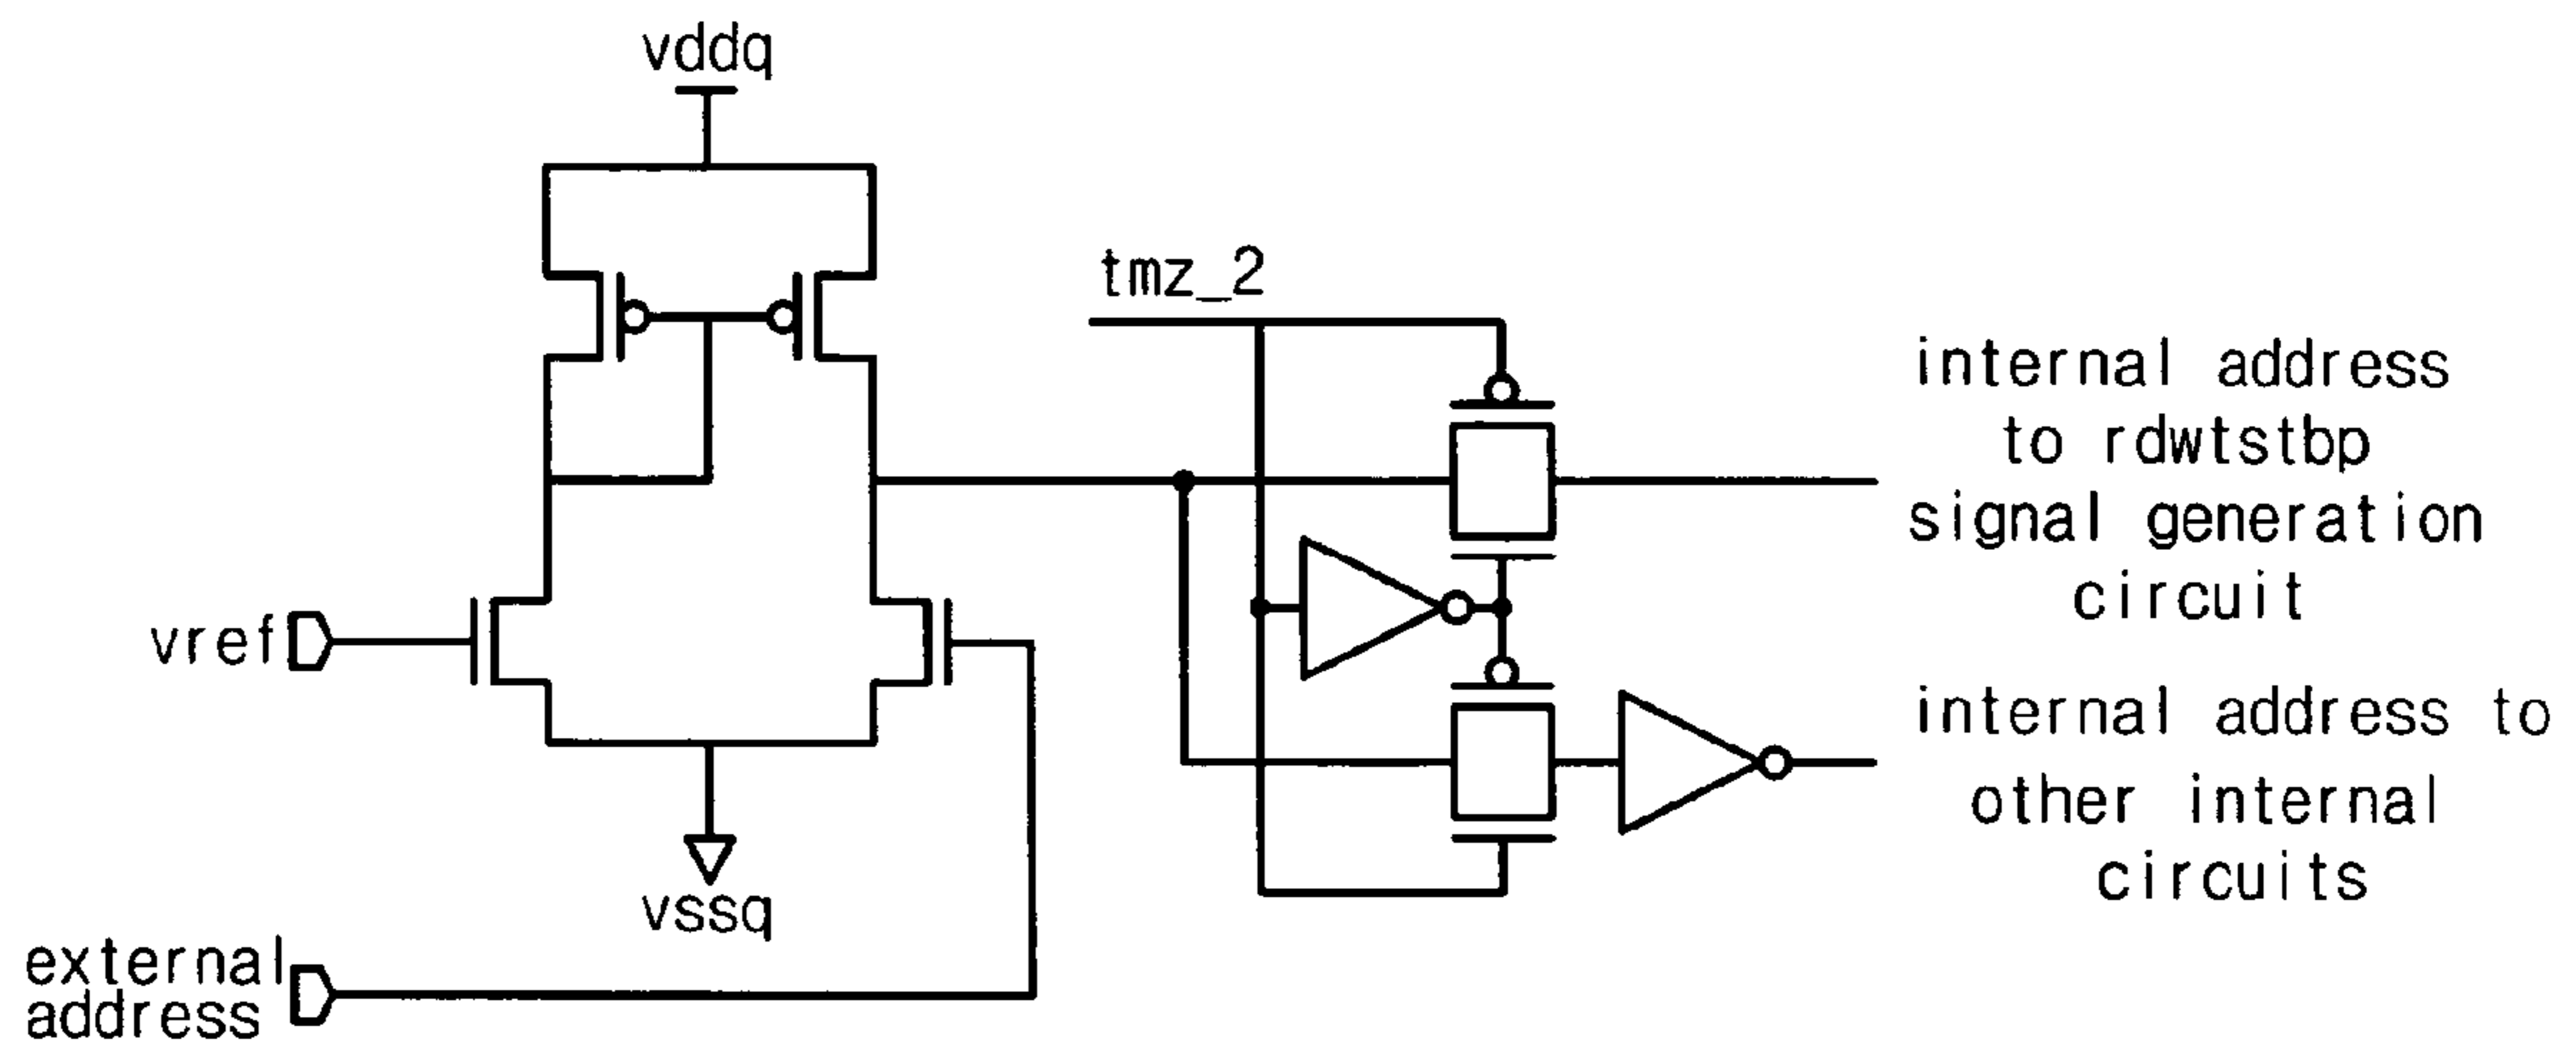 vddq
tmz_2
internal address
to rdwtstbp
signal generation
circuit
vref
internal address to
other internal
circuits
vssq
external
address